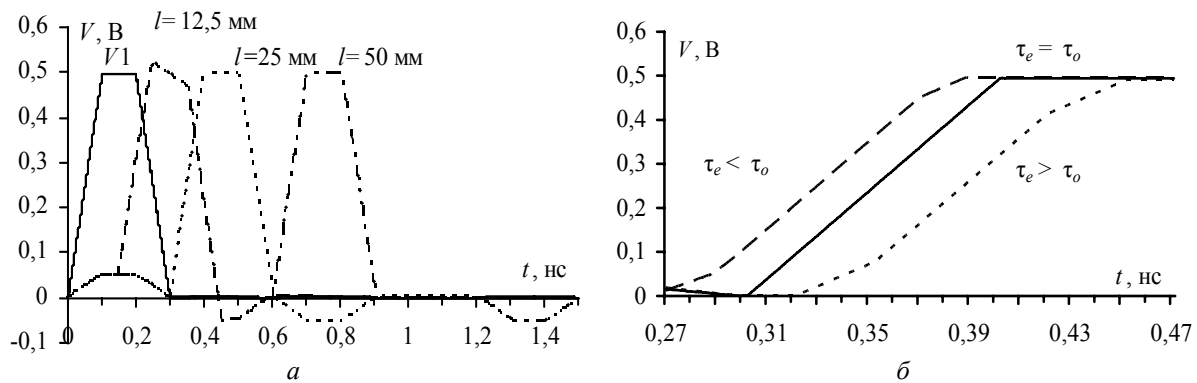 V, В
l= 12,5 мм
V1
l=25 мм
l= 50 мм
0,6
0,5
0,4
0,3
0,2
0,1
0
-0,1
0 0,2 0,4 0,6 0,8 1 1,2 1,4
t, нс
а
V, В
τe = τo
τe < τo
τe > τo
0,6
0,5
0,4
0,3
0,2
0,1
0
0,27 0,31 0,35 0,39 0,43 0,47
t, нс
б